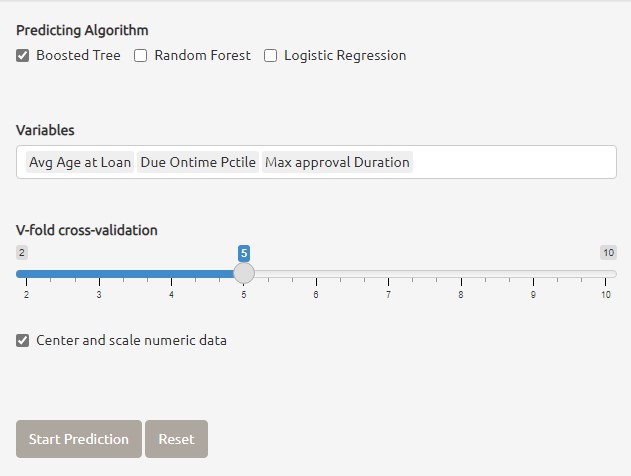 Predicting Algorithm
Boosted Tree Random Forest Logistic Regression
Variables
Avg Age at Loan Due Ontime Pctile Max approval Duration
V-fold cross-validation
2 5 10
2 3 4 5 6 7 8 9 10
Center and scale numeric data
Start Prediction Reset